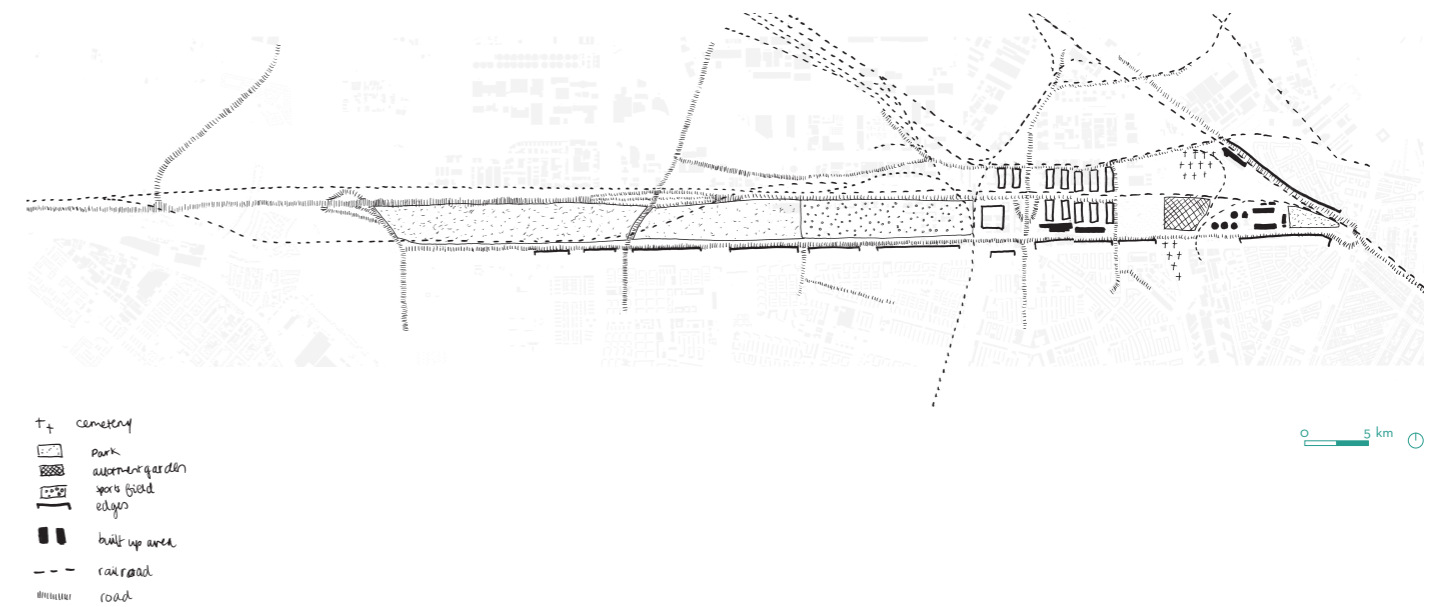 cemetery
park
allotment garden
sports field
edges
built up area
railroad
road
0 5 km